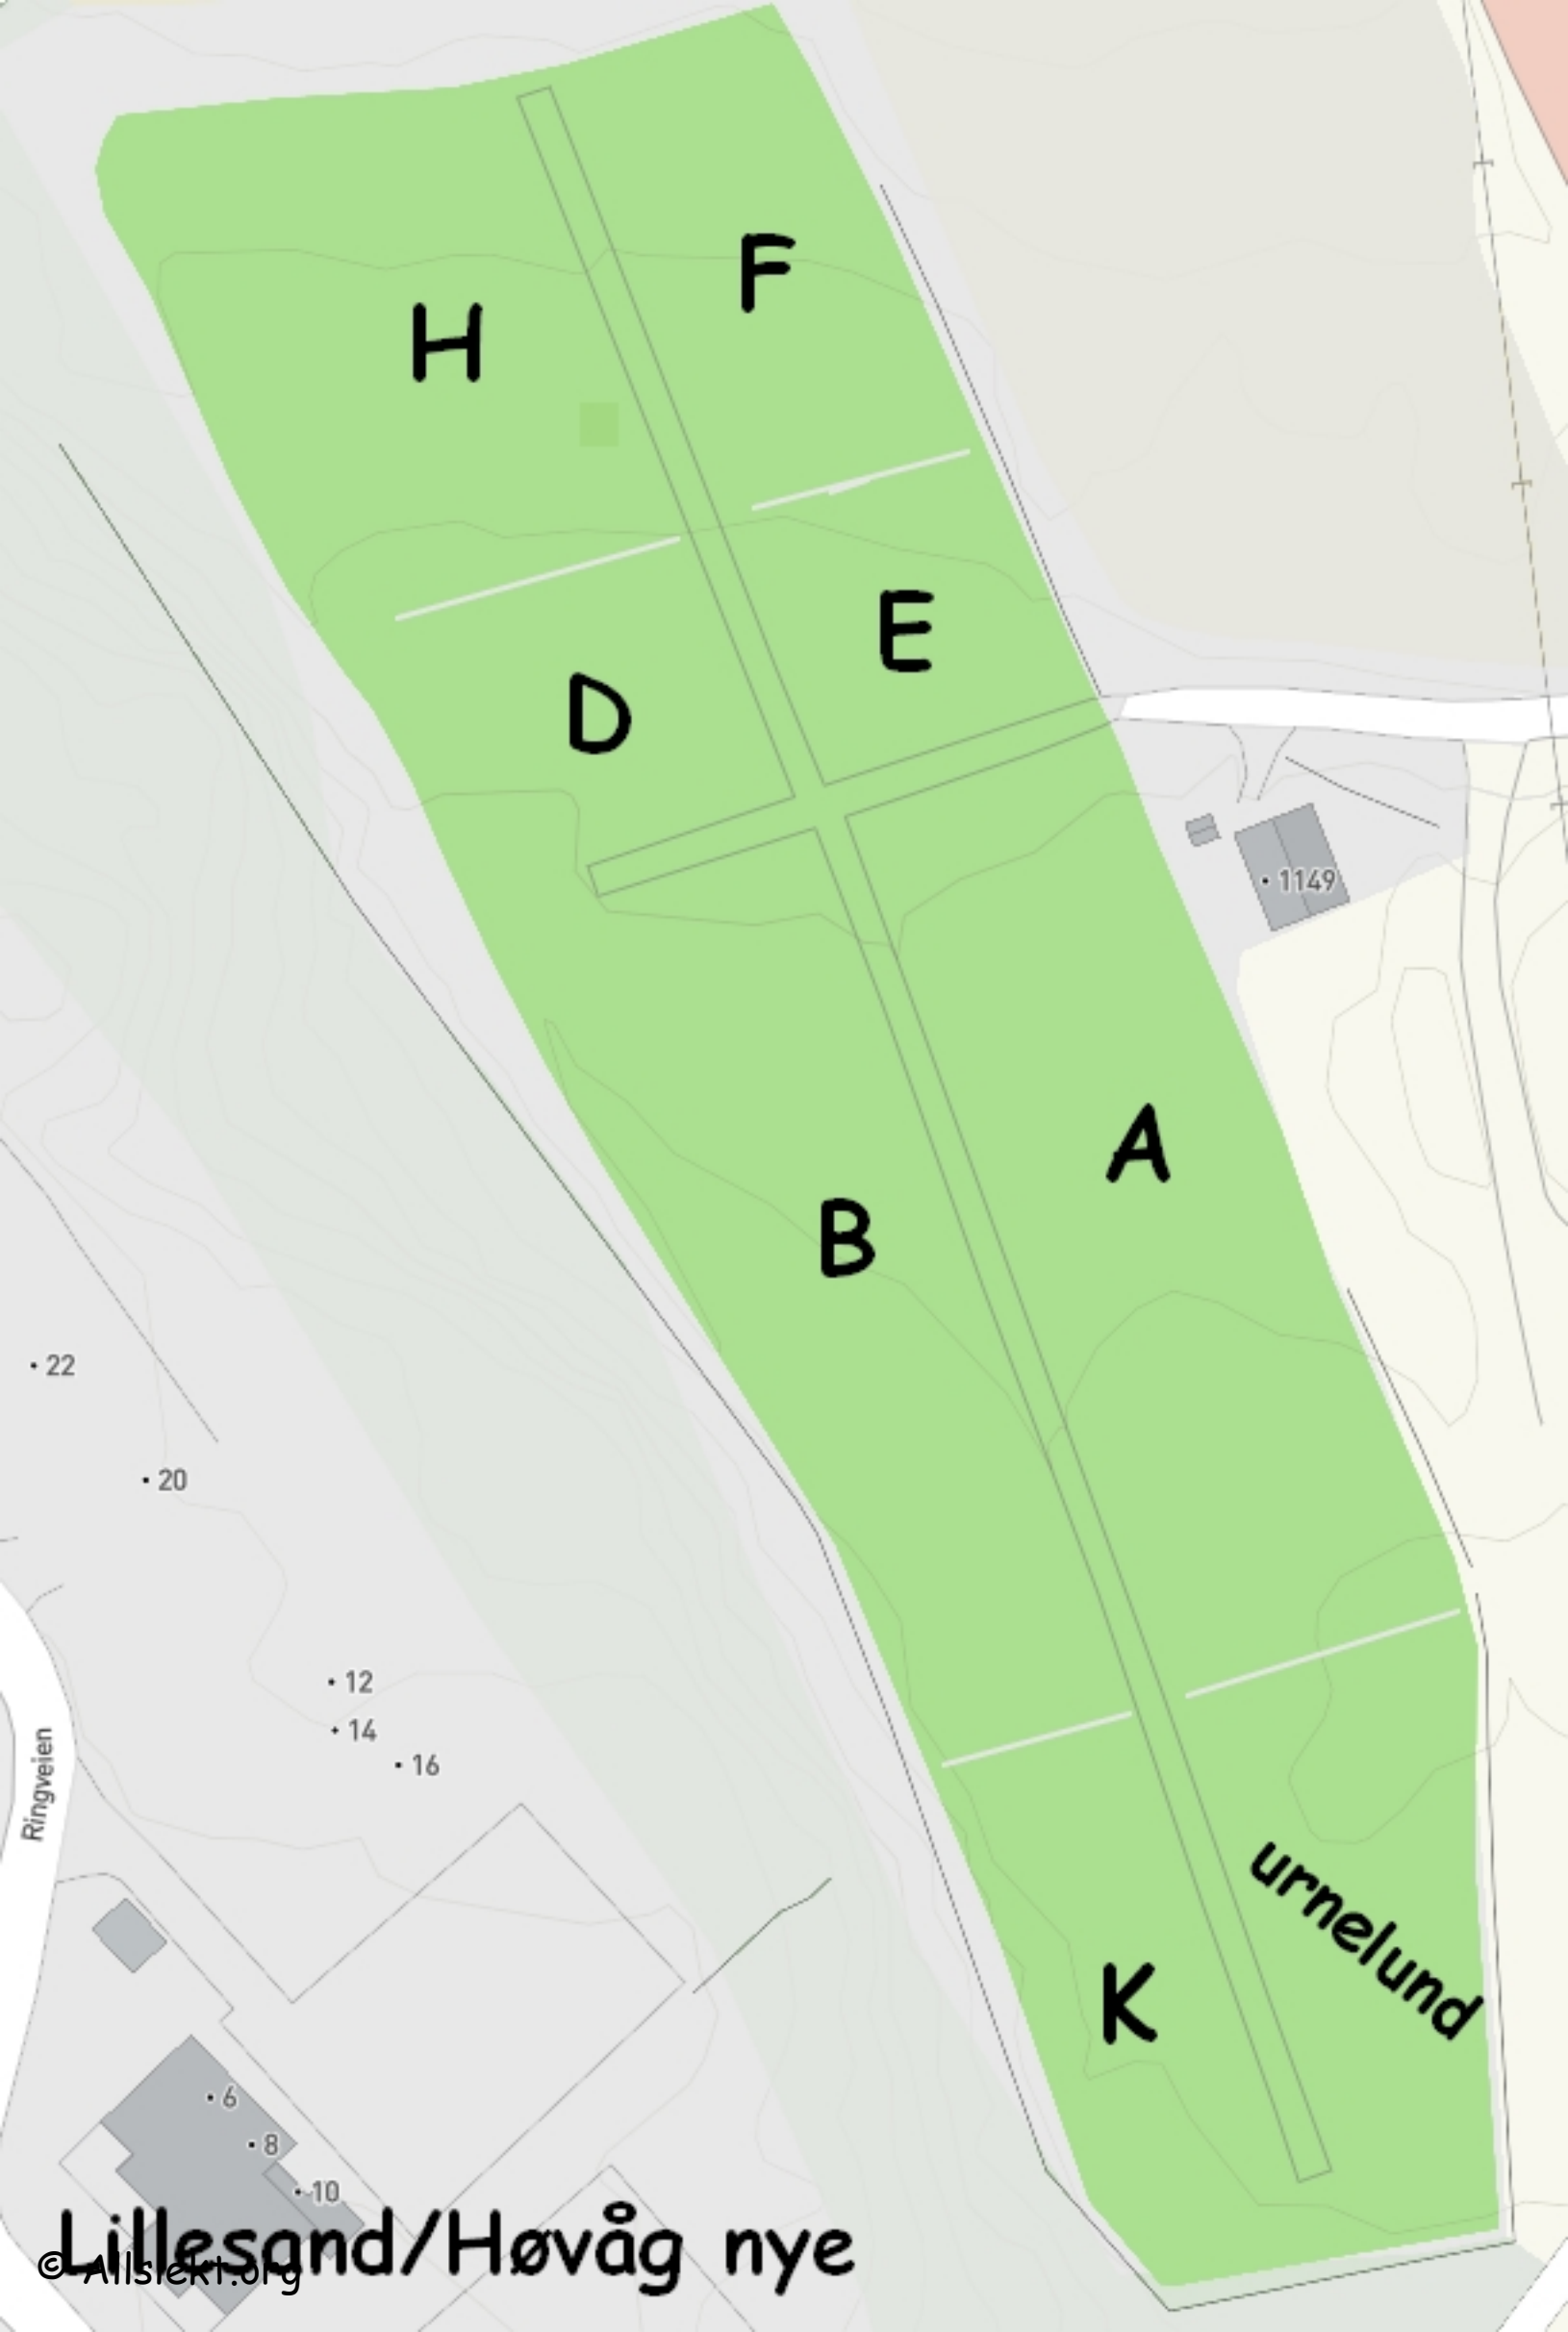 F
H
E
D
1149
A
B
22
20
12
14
16
Ringveien
urnelund
K
6
8
10
Lillesand/Høvåg nye
© Allslekt.org